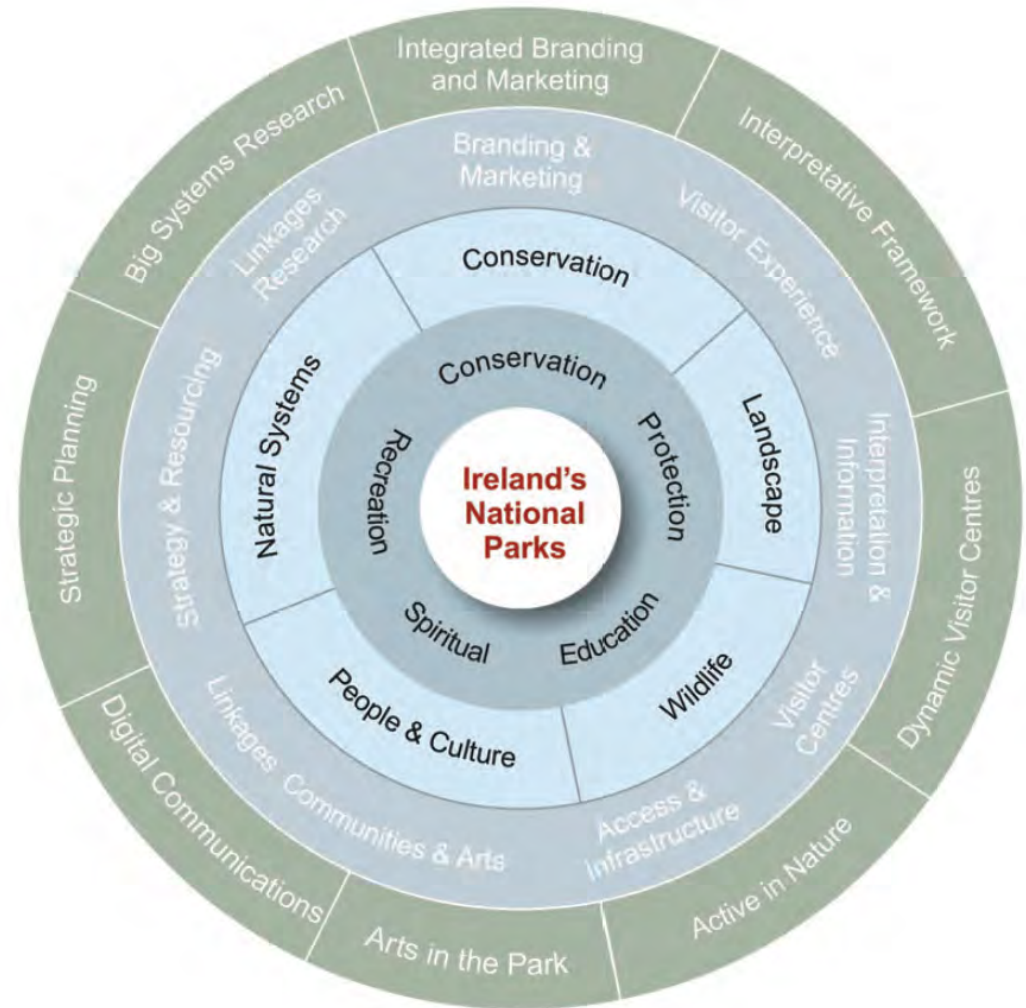 Integrated Branding
and Marketing
Interpretative Framework
Dynamic Visitor Centres
Active in Nature
Arts in the Park
Digital Communications
Strategic Planning
Big Systems Research
Branding &
Marketing
Visitor Experience
Interpretation &
Information
Visitor
Centres
Access &
Infrastructure
Linkages Communities & Arts
Strategy & Resourcing
Linkages
Research
Conservation
Landscape
Wildlife
People & Culture
Natural Systems
Conservation
Protection
Education
Spiritual
Recreation
Ireland's
National
Parks